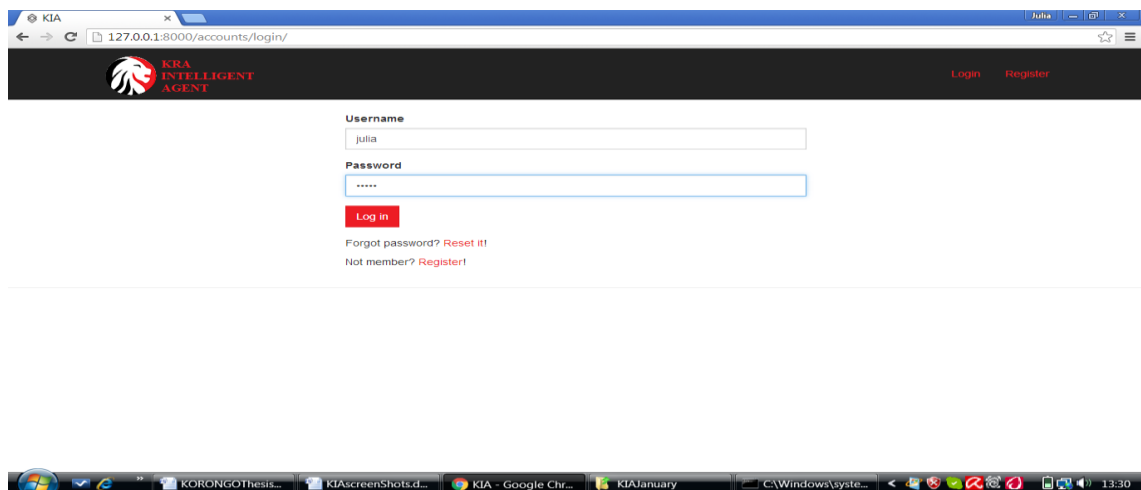 KIA
Julia
127.0.0.1:8000/accounts/login/
KRA
INTELLIGENT
AGENT
Login Register
Username
julia
Password
•••••
Log in
Forgot password? Reset it!
Not member? Register!
KORONGOThesis... KIAscreenShots.d... KIA - Google Chr... KIAJanuary C:\Windows\syste... 13:30